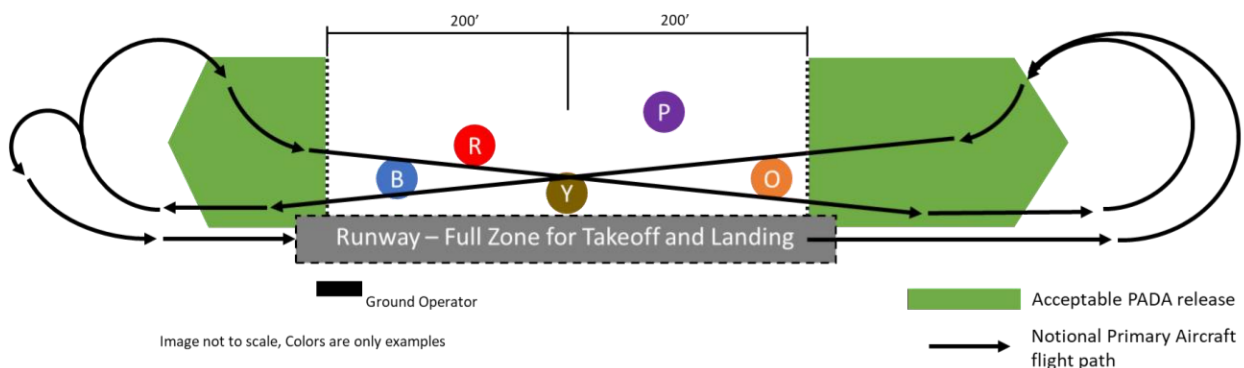 200’
200’
P
R
B
Y
O
Runway – Full Zone for Takeoff and Landing
Ground Operator
Image not to scale, Colors are only examples
Acceptable PADA release
Notional Primary Aircraft
flight path